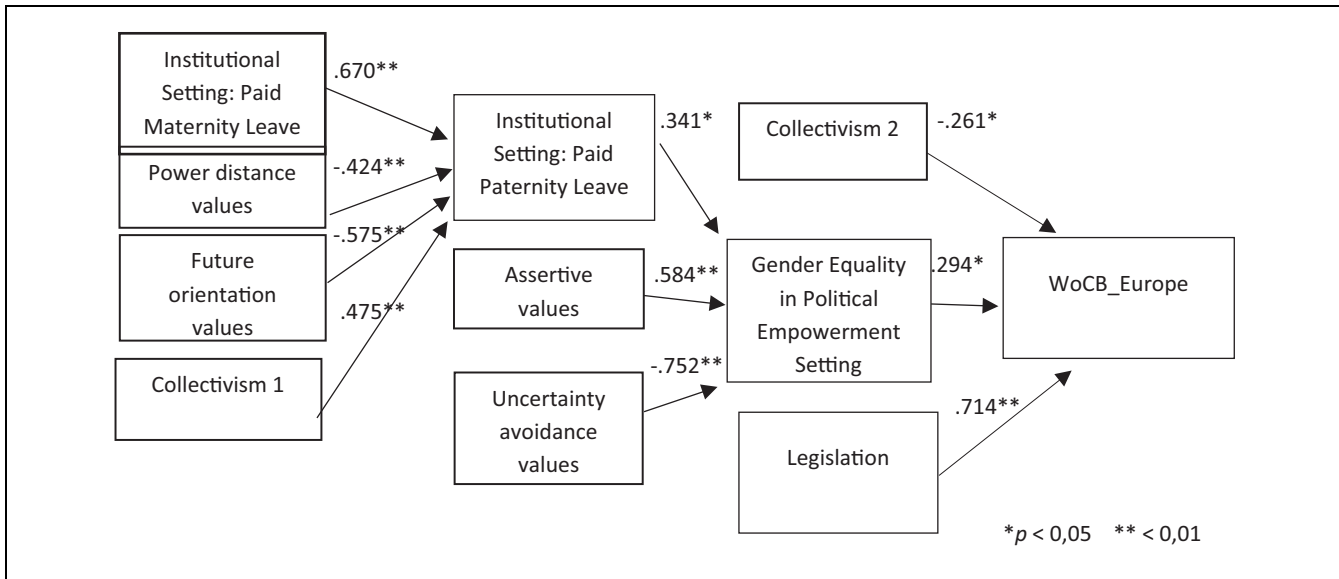 Institutional
Setting: Paid
Maternity Leave
.670**
Power distance
values
-.424**
Future
orientation
values
-.575**
Collectivism 1
.475**
Institutional
Setting: Paid
Paternity Leave
.341*
Assertive
values
.584**
Uncertainty
avoidance
values
-.752**
Collectivism 2
-.261*
Gender Equality
in Political
Empowerment
Setting
.294*
Legislation
.714**
WoCB_Europe
*p < 0,05 ** < 0,01